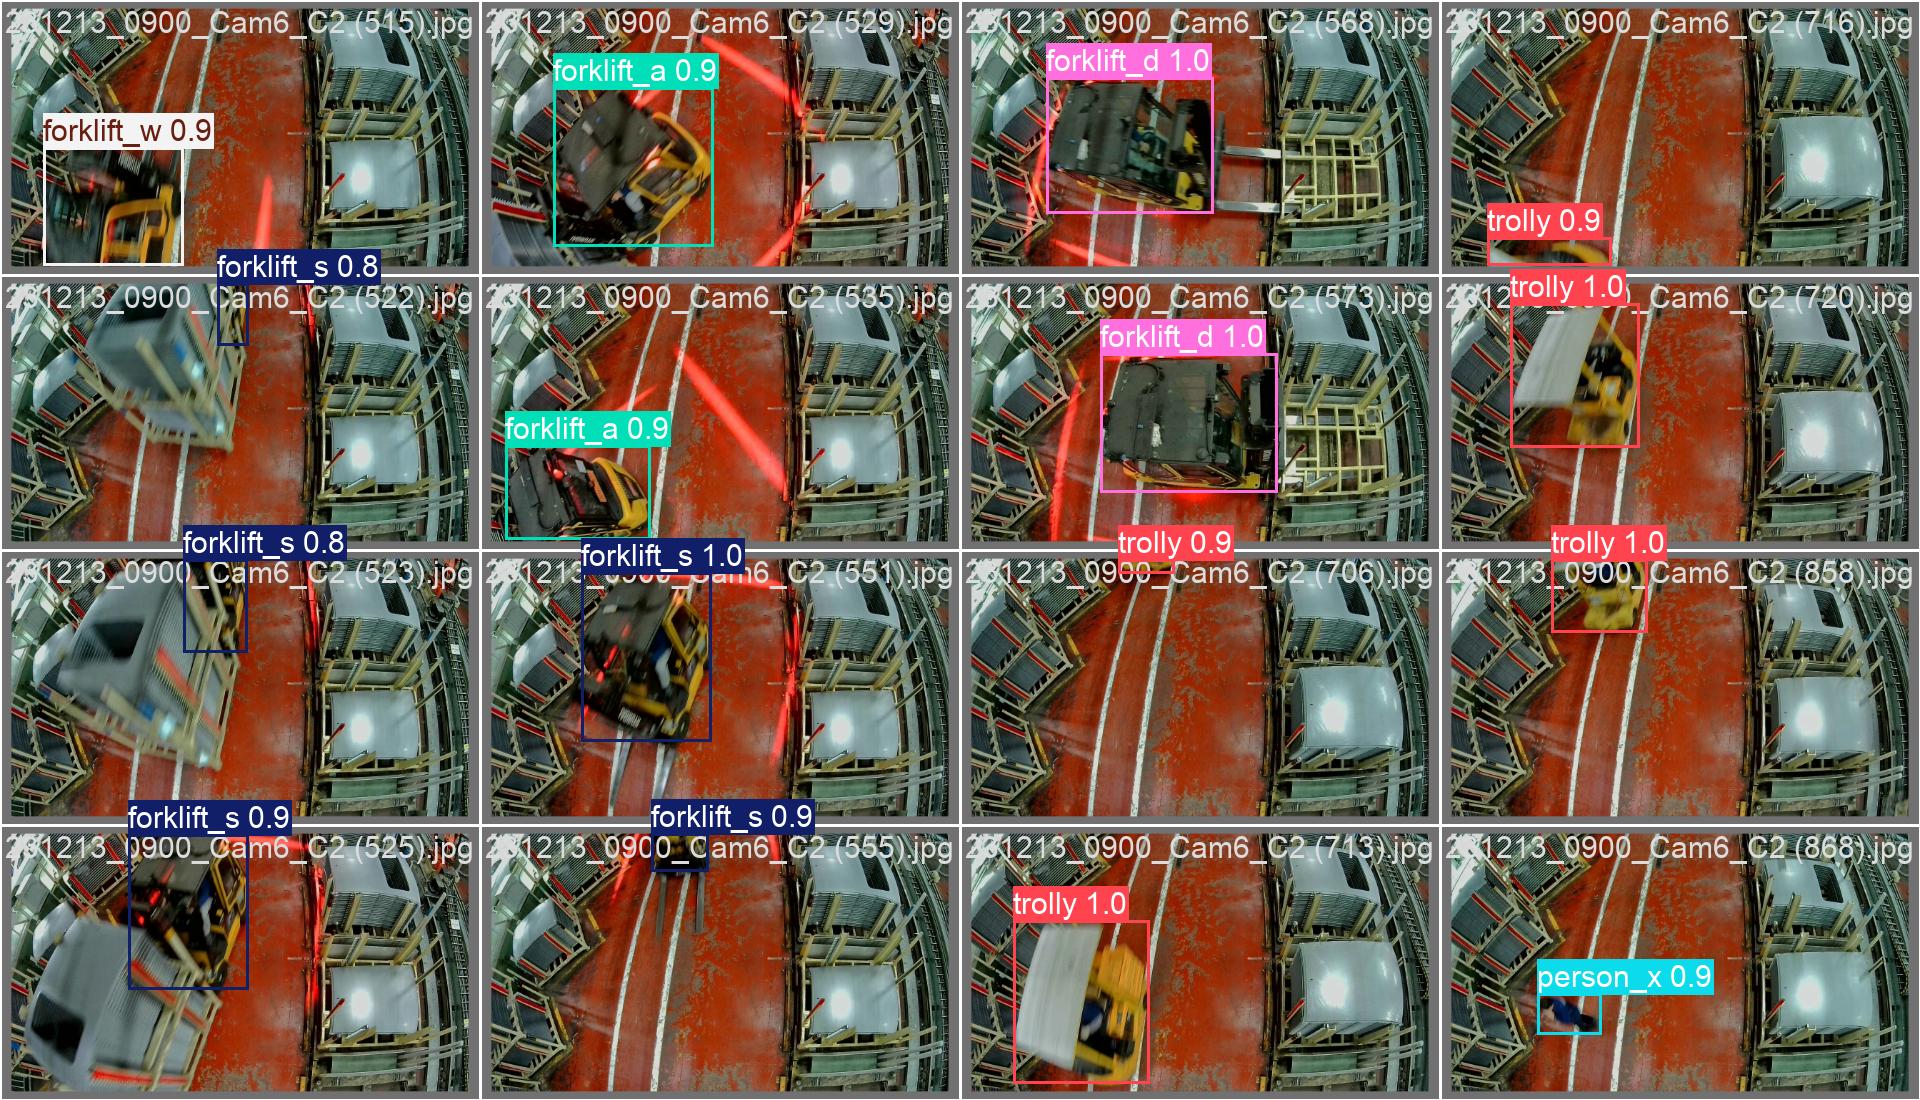 231213_0900_Cam6_C2 (515).jpg
forklift_w 0.9
231213_0900_Cam6_C2 (529).jpg
forklift_a 0.9
231213_0900_Cam6_C2 (568).jpg
forklift_d 1.0
231213_0900_Cam6_C2 (716).jpg
trolly 0.9
forklift_s 0.8
231213_0900_Cam6_C2 (522).jpg
231213_0900_Cam6_C2 (535).jpg
forklift_a 0.9
231213_0900_Cam6_C2 (573).jpg
forklift_d 1.0
trolly 1.0
231213_0900_Cam6_C2 (720).jpg
forklift_s 0.8
231213_0900_Cam6_C2 (523).jpg
forklift_s 1.0
231213_0900_Cam6_C2 (551).jpg
trolly 0.9
231213_0900_Cam6_C2 (706).jpg
trolly 1.0
231213_0900_Cam6_C2 (858).jpg
forklift_s 0.9
231213_0900_Cam6_C2 (525).jpg
forklift_s 0.9
231213_0900_Cam6_C2 (555).jpg
231213_0900_Cam6_C2 (713).jpg
trolly 1.0
231213_0900_Cam6_C2 (868).jpg
person_x 0.9